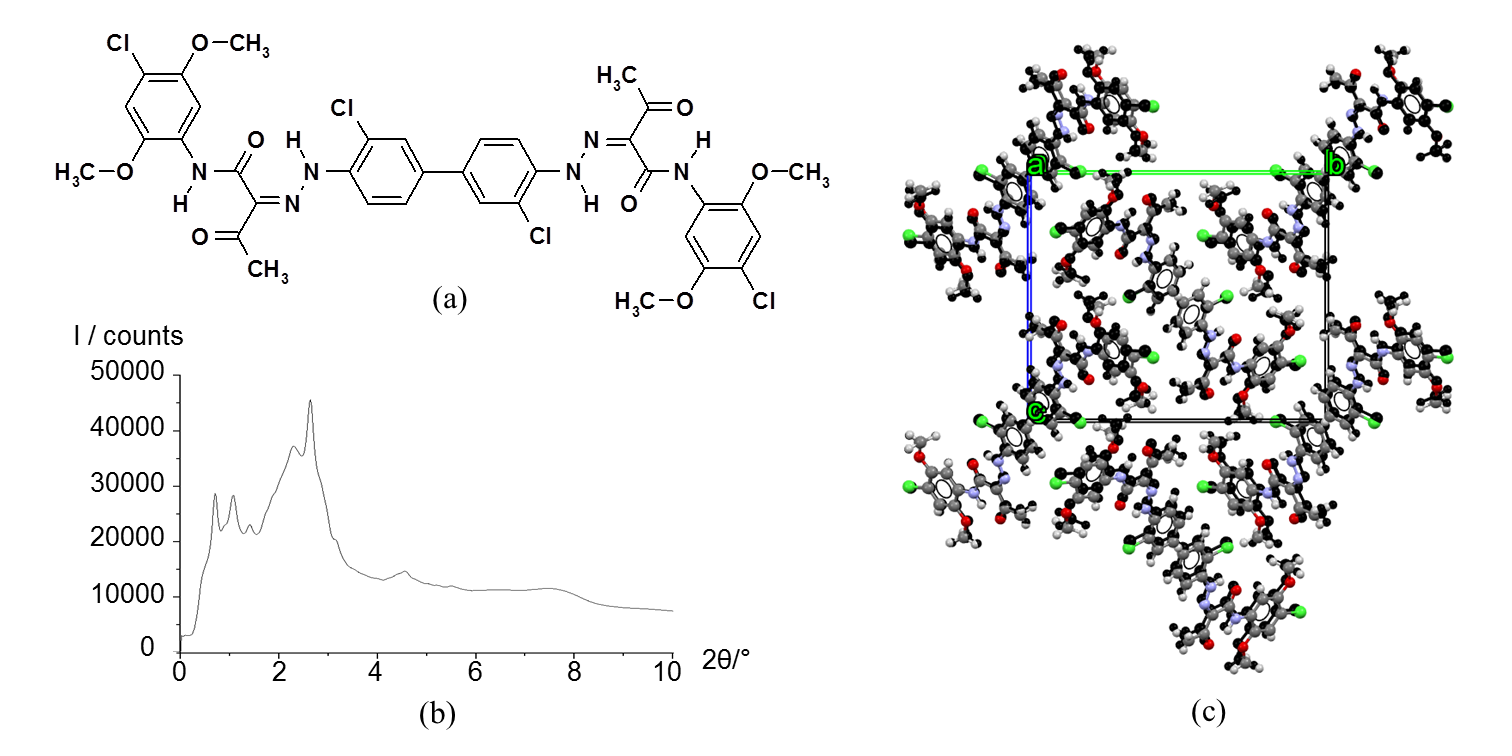 Cl O CH₃
H₃C
Cl H O N O H
H₃C O N N N O CH₃
H H N N O
O N H H
CH₃ Cl
H₃C O Cl
(a)
I / counts
50000
40000
30000
20000
10000
0
0 2 4 6 8 10 2θ/°
(b)
a b
c
(c)